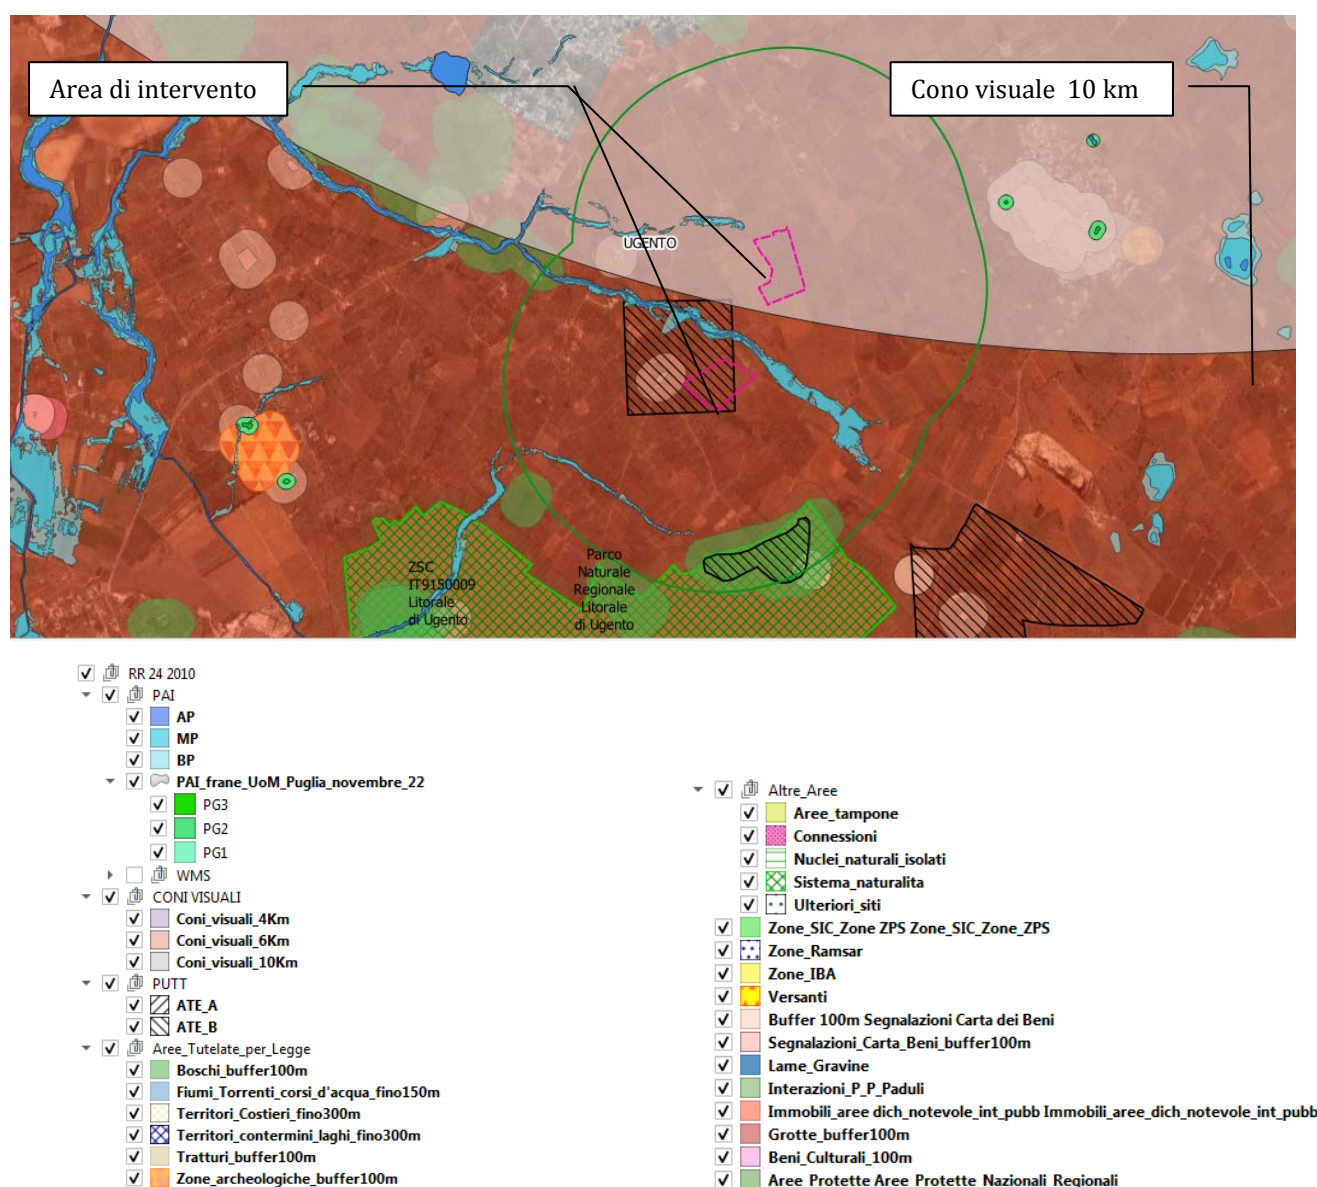 Area di intervento
Cono visuale 10 km
UGENTO
ZSC
IT9150009
Litorale
di Ugento
Parco
Naturale
Regionale
Litorale
di Ugento
RR 24 2010
PAI
AP
MP
BP
PAI_frane_UoM_Puglia_novembre_22
PG3
PG2
PG1
WMS
CONI VISUALI
Coni_visuali_4Km
Coni_visuali_6Km
Coni_visuali_10Km
PUTT
ATE_A
ATE_B
Aree_Tutelate_per_Legge
Boschi_buffer100m
Fiumi_Torrenti_corsi_d'acqua_fino150m
Territori_Costieri_fino300m
Territori_contermini_laghi_fino300m
Tratturi_buffer100m
Zone_archeologiche_buffer100m
Altre_Aree
Aree_tampone
Connessioni
Nuclei_naturali_isolati
Sistema_naturalita
Ulteriori_siti
Zone_SIC_Zone ZPS Zone_SIC_Zone_ZPS
Zone_Ramsar
Zone_IBA
Versanti
Buffer 100m Segnalazioni Carta dei Beni
Segnalazioni_Carta_Beni_buffer100m
Lame_Gravine
Interazioni_P_P_Paduli
Immobili_aree dich_notevole_int_pubb Immobili_aree_dich_notevole_int_pubb
Grotte_buffer100m
Beni_Culturali_100m
Aree_Protette Aree_Protette_Nazionali_Regionali